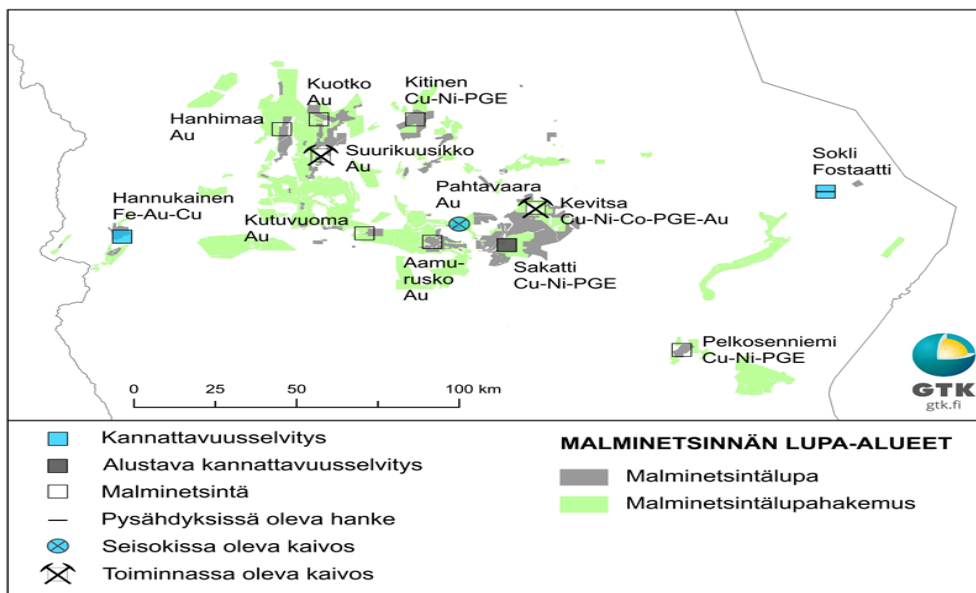 Kuotko
Au
Kitinen
Cu-Ni-PGE
Hanhimaa
Au
Suurikuusikko
Au
Sokli
Fostaatti
Hannukainen
Fe-Au-Cu
Pahtavaara
Au
Kevitsa
Cu-Ni-Co-PGE-Au
Kutuvuoma
Au
Aamu-
rusko
Au
Sakatti
Cu-Ni-PGE
Pelkosenniemi
Cu-Ni-PGE
GTK
gtk.fi
0 25 50 100 km
Kannattavuusselvitys
Alustava kannattavuusselvitys
Malminetsintä
Pysähdyksissä oleva hanke
Seisokissa oleva kaivos
Toiminnassa oleva kaivos
MALMINETSINNÄN LUPA-ALUEET
Malminetsintälupa
Malminetsintälupahakemus